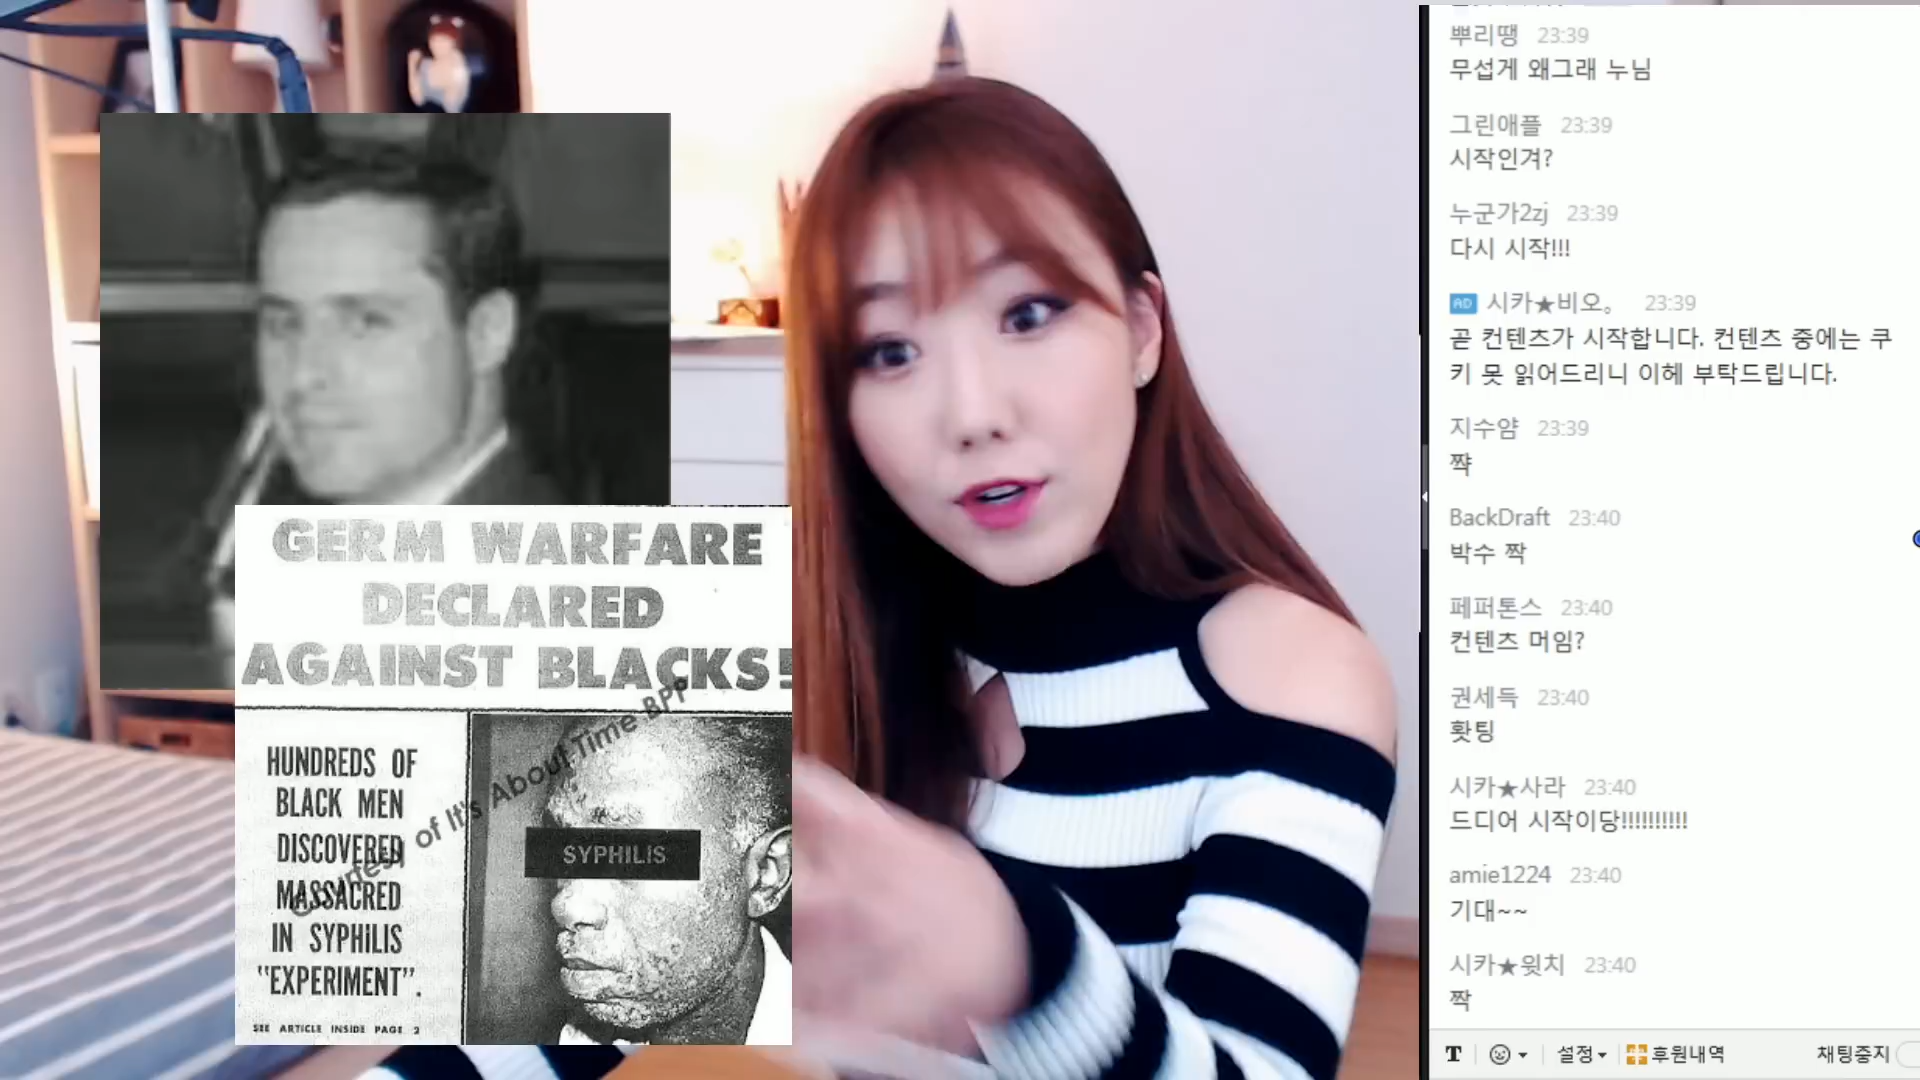 GERM WARFARE
DECLARED
AGAINST BLACKS!
HUNDREDS OF
BLACK MEN
DISCOVERED
MASSACRED
IN SYPHILIS
"EXPERIMENT".
SEE ARTICLE INSIDE PAGE 2
SYPHILIS
Courtesy of It's About Time BPP
뿌리땡 23:39
무섭게 왜그래 누님
그린애플 23:39
시작인겨?
누군가2zj 23:39
다시 시작!!!
AD 시카★비오。 23:39
곧 컨텐츠가 시작합니다. 컨텐츠 중에는 쿠
키 못 읽어드리니 이헤 부탁드립니다.
지수얌 23:39
쨕
BackDraft 23:40
박수 짝
페퍼톤스 23:40
컨텐츠 머임?
권세득 23:40
홧팅
시카★사라 23:40
드디어 시작이당!!!!!!!!!!
amie1224 23:40
기대~~
시카★윗치 23:40
짝
T 설정 후원내역 채팅중지